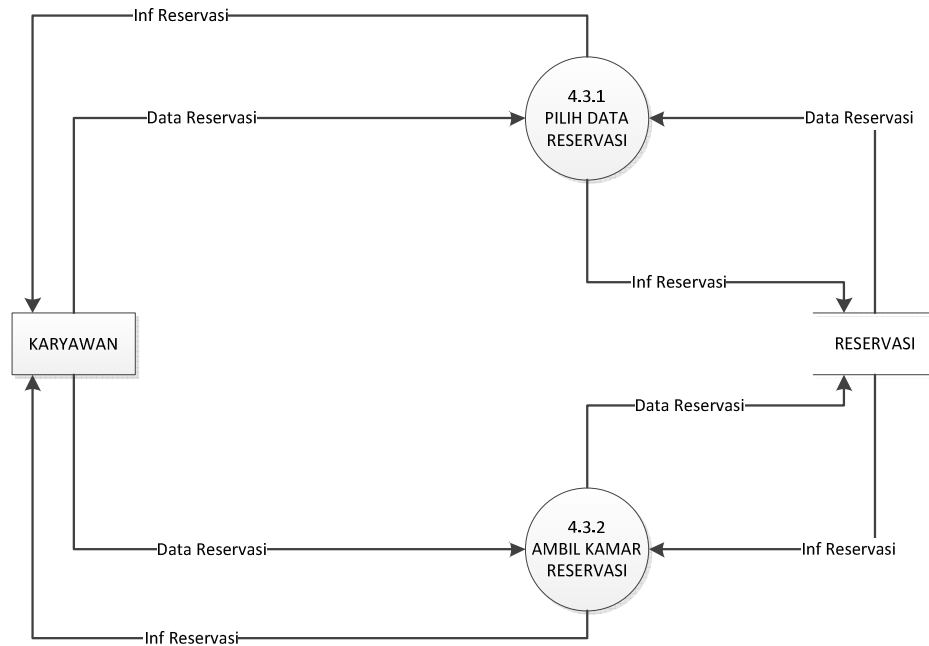 Inf Reservasi
4.3.1
PILIH DATA
RESERVASI
Data Reservasi
Data Reservasi
Inf Reservasi
KARYAWAN
RESERVASI
Data Reservasi
4.3.2
AMBIL KAMAR
RESERVASI
Data Reservasi
Inf Reservasi
Inf Reservasi